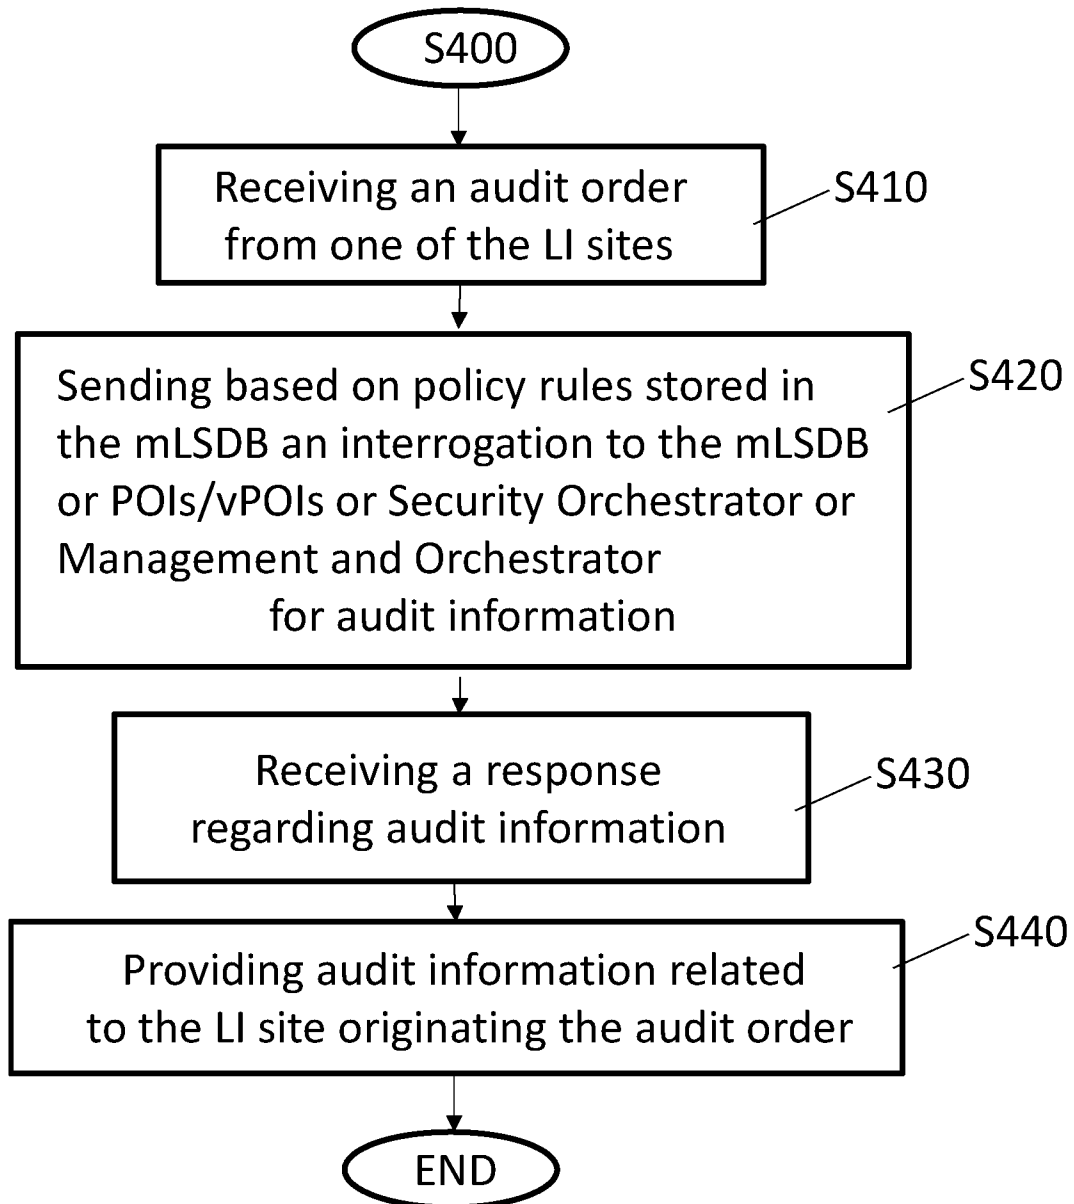 S400
Receiving an audit order
from one of the LI sites
S410
Sending based on policy rules stored in
the mLSDB an interrogation to the mLSDB
or POIs/vPOIs or Security Orchestrator or
Management and Orchestrator
for audit information
S420
Receiving a response
regarding audit information
S430
Providing audit information related
to the LI site originating the audit order
S440
END